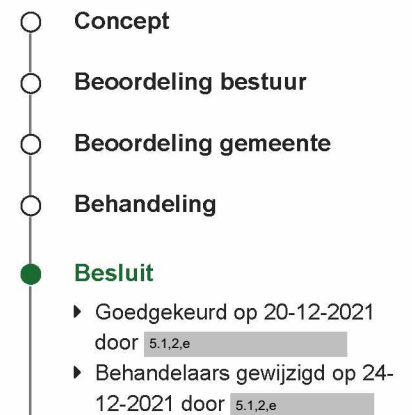 Concept
Beoordeling bestuur
Beoordeling gemeente
Behandeling
Besluit
Goedgekeurd op 20-12-2021
door 5.1,2,e
Behandelaars gewijzigd op 24-
12-2021 door 5.1,2,e